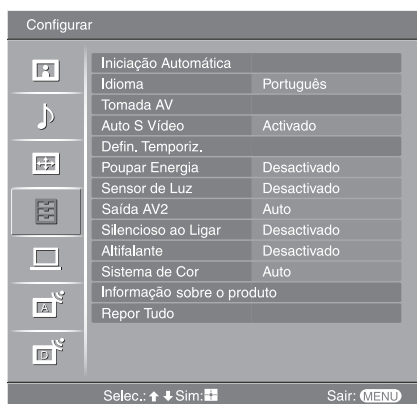 Configurar
Iniciação Automática
Idioma Português
Tomada AV
Auto S Vídeo Activado
Defin. Temporiz.
Poupar Energia Desactivado
Sensor de Luz Desactivado
Saída AV2 Auto
Silencioso ao Ligar Desactivado
Altifalante Desactivado
Sistema de Cor Auto
Informação sobre o produto
Repor Tudo
A
D
Selec.: Sim: Sair: MENU